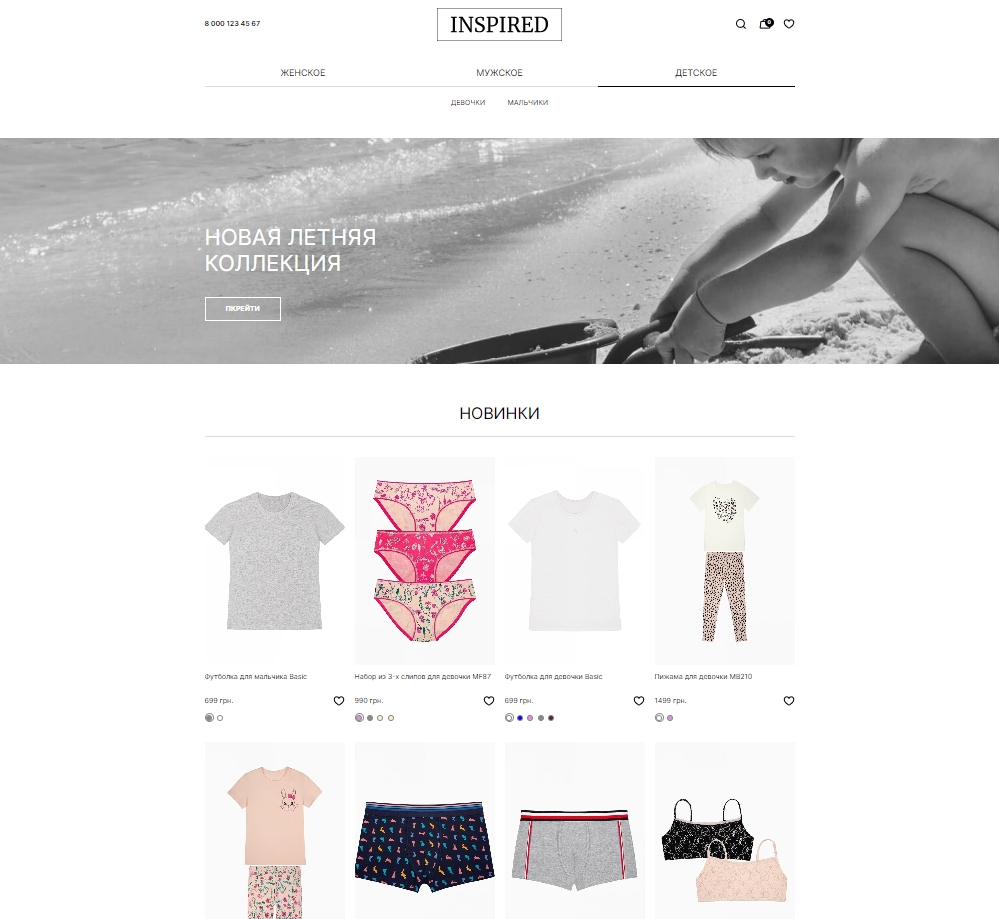 8 000 123 45 67
INSPIRED
0
ЖЕНСКОЕ
МУЖСКОЕ
ДЕТСКОЕ
ДЕВОЧКИ
МАЛЬЧИКИ
НОВАЯ ЛЕТНЯЯ
КОЛЛЕКЦИЯ
ПКРЕЙТИ
НОВИНКИ
Футболка для мальчика Basic
Набор из 3-х слипов для девочки MF87
Футболка для девочки Basic
Пижама для девочки MB210
699 грн.
990 грн.
699 грн.
1499 грн.